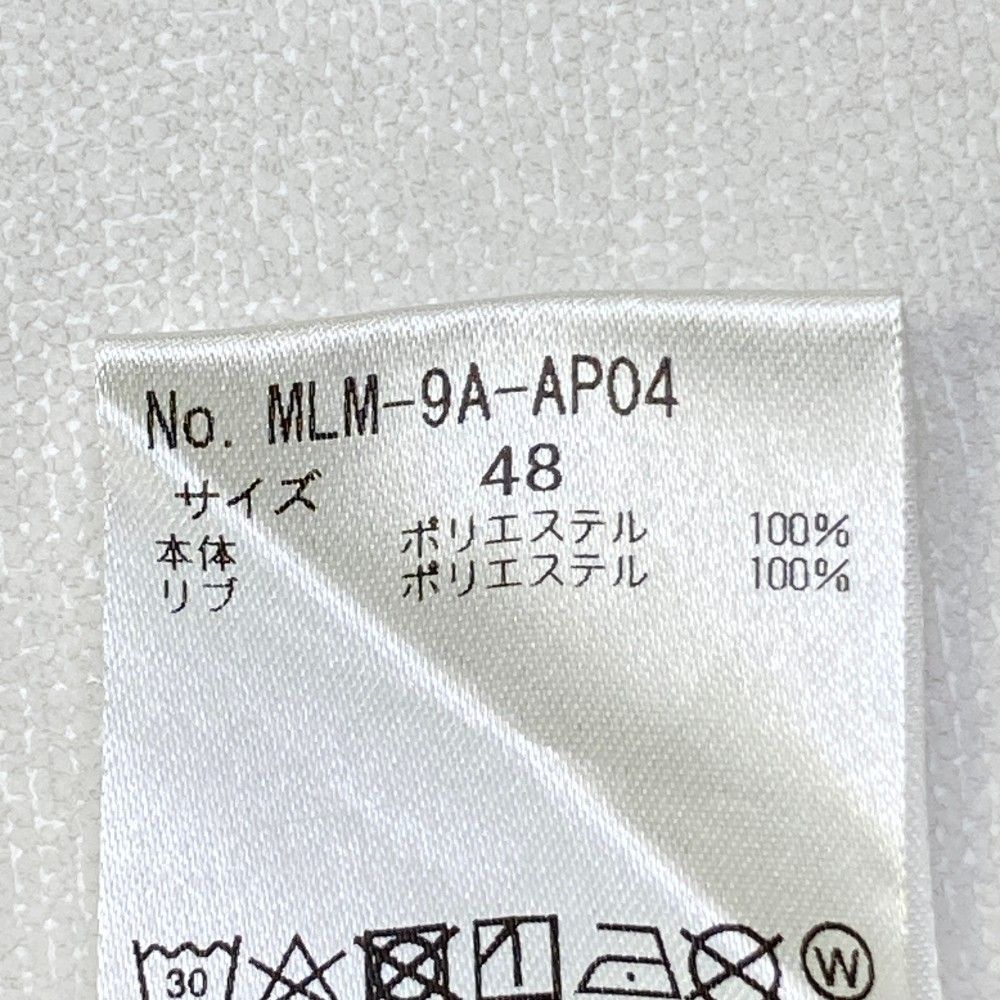 No. MLM-9A-AP04
サイズ 48
本体 ポリエステル 100%
リブ ポリエステル 100%
30 W